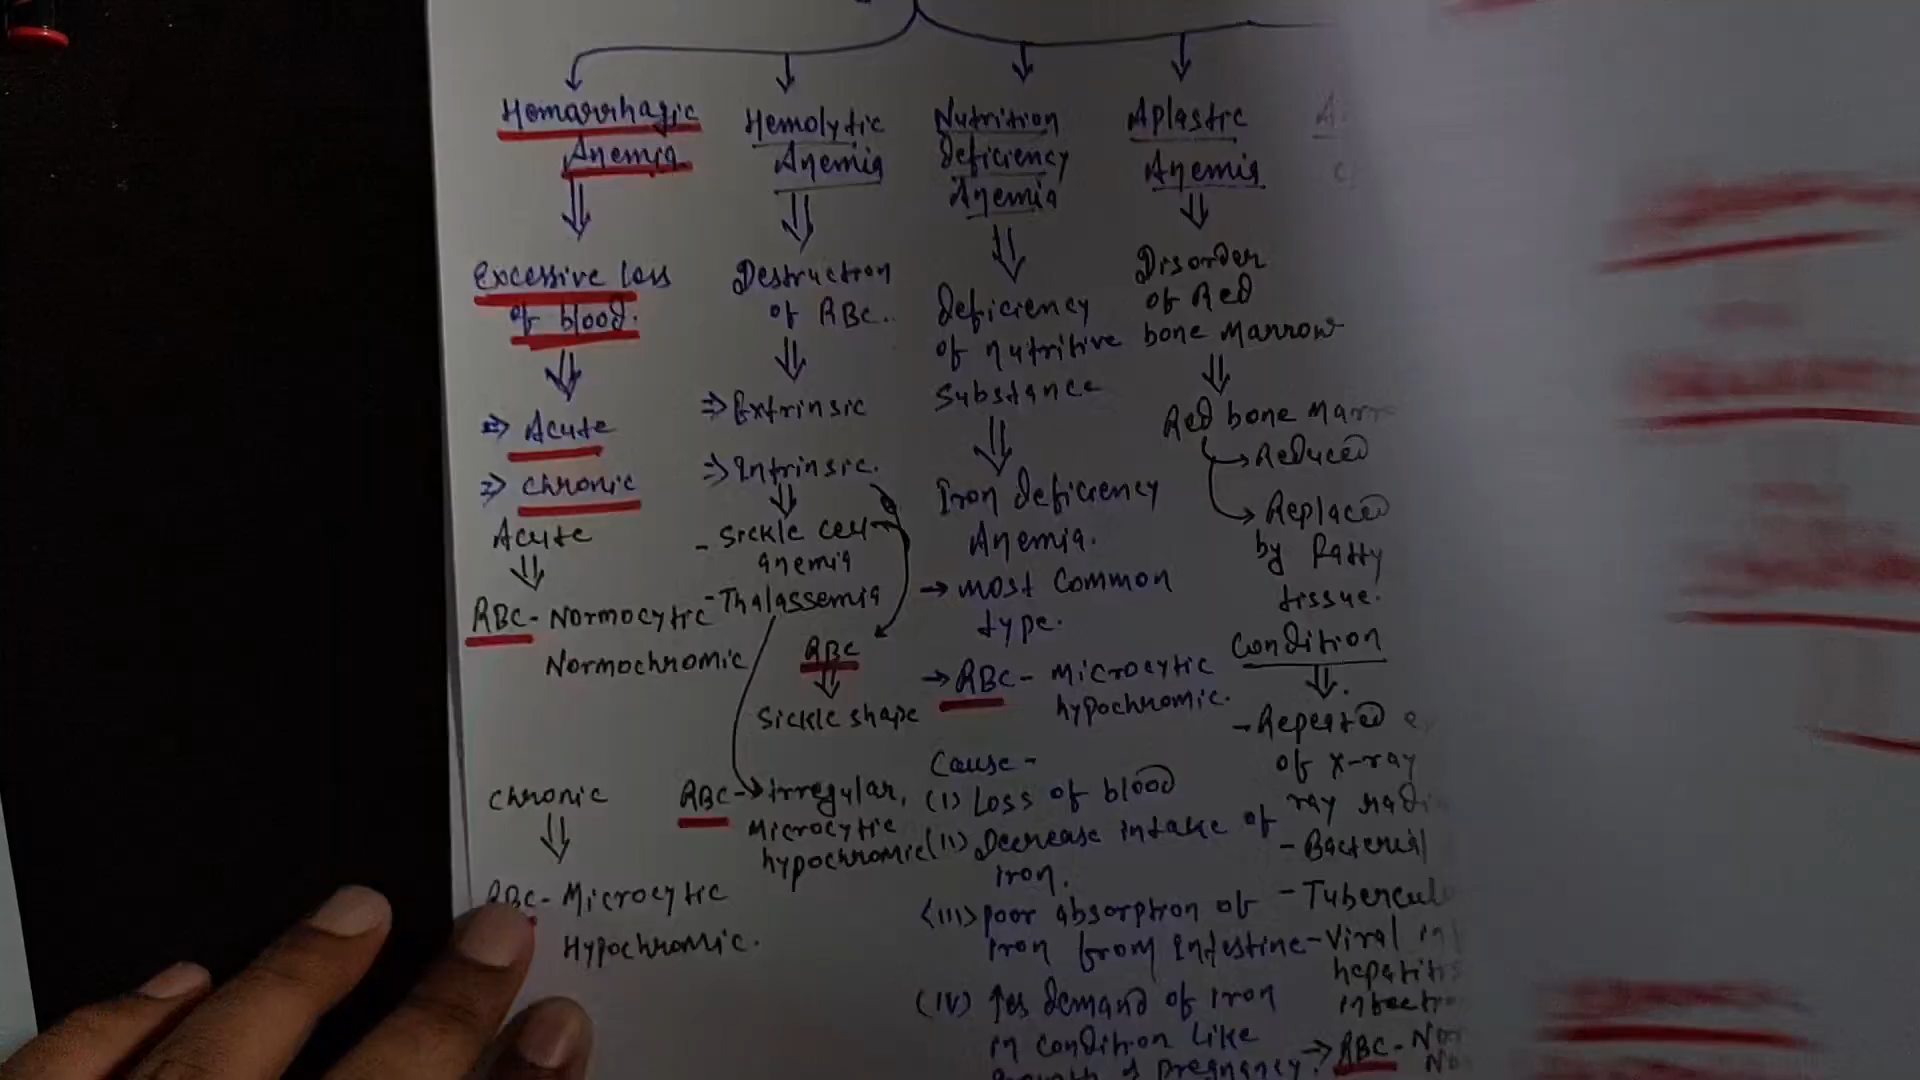 Hemarrhagic
Anemia
Excessive loss
of blood.
⇒ Acute
⇒ chronic
Acute
RBC- Normocytic
Normochromic
chronic
RBC- Microcytic
Hypochromic.
Hemolytic
Anemia
Destruction
of RBC..
⇒ Extrinsic
⇒ Intrinsic.
- Sickle cell
anemia
- Thalassemia
RBC
Sickle shape
RBC → Irregular,
Microcytic
hypochromic
Nutrition
deficiency
Anemia
deficiency
of nutritive
Substance
Iron deficiency
Anemia.
→ most Common
type.
→ RBC - Microcytic
hypochromic.
Cause -
(I) Loss of blood
(II) Decrease intake of
iron.
(III) poor absorption of
iron from intestine
(IV) demand of iron
in condition like
pregnancy.
Aplastic
Anemia
Disorder
of Red
bone Marrow
Red bone
→ Reduced
→ Replaced
by Fatty
tissue.
Condition
- Repeated
of x-ray
ray
- Bacterial
- Viral
⇒ RBC -